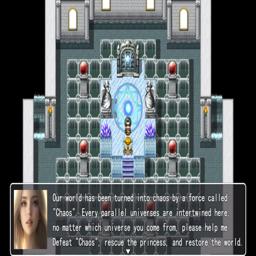 Our world has been turned into chaos by a force called
"Chaos". Every parallel universes are intertwined here
no matter which universe you come from, please help me
Defeat "Chaos", rescue the princess, and restore the world.